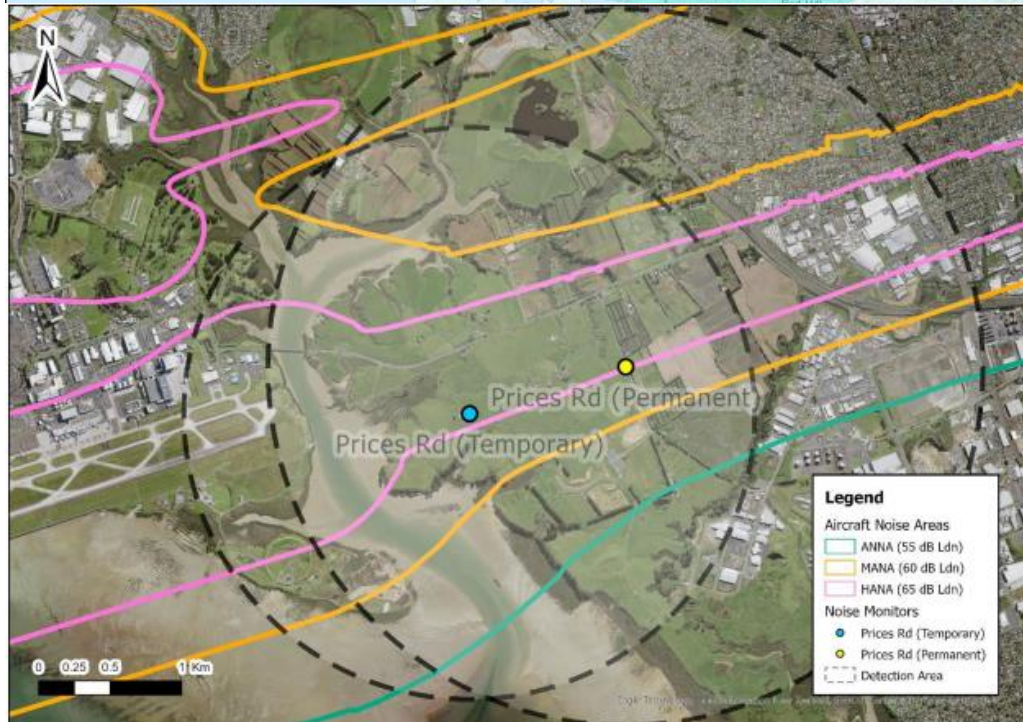 N
Prices Rd (Permanent)
Prices Rd (Temporary)
Legend
Aircraft Noise Areas
ANNA (55 dB Ldn)
MANA (60 dB Ldn)
HANA (65 dB Ldn)
Noise Monitors
Prices Rd (Temporary)
Prices Rd (Permanent)
Detection Area
0 0.25 0.5 1 Km